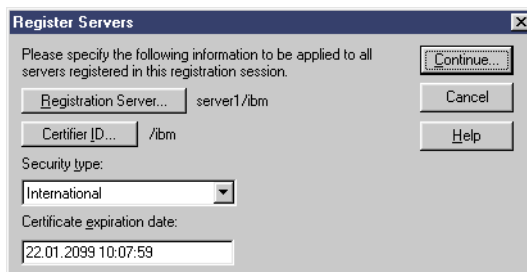 Register Servers
Please specify the following information to be applied to all
servers registered in this registration session.
Continue...
Registration Server... server1/ibm
Cancel
Certifier ID... /ibm
Help
Security type:
International
Certificate expiration date:
22.01.2099 10:07:59